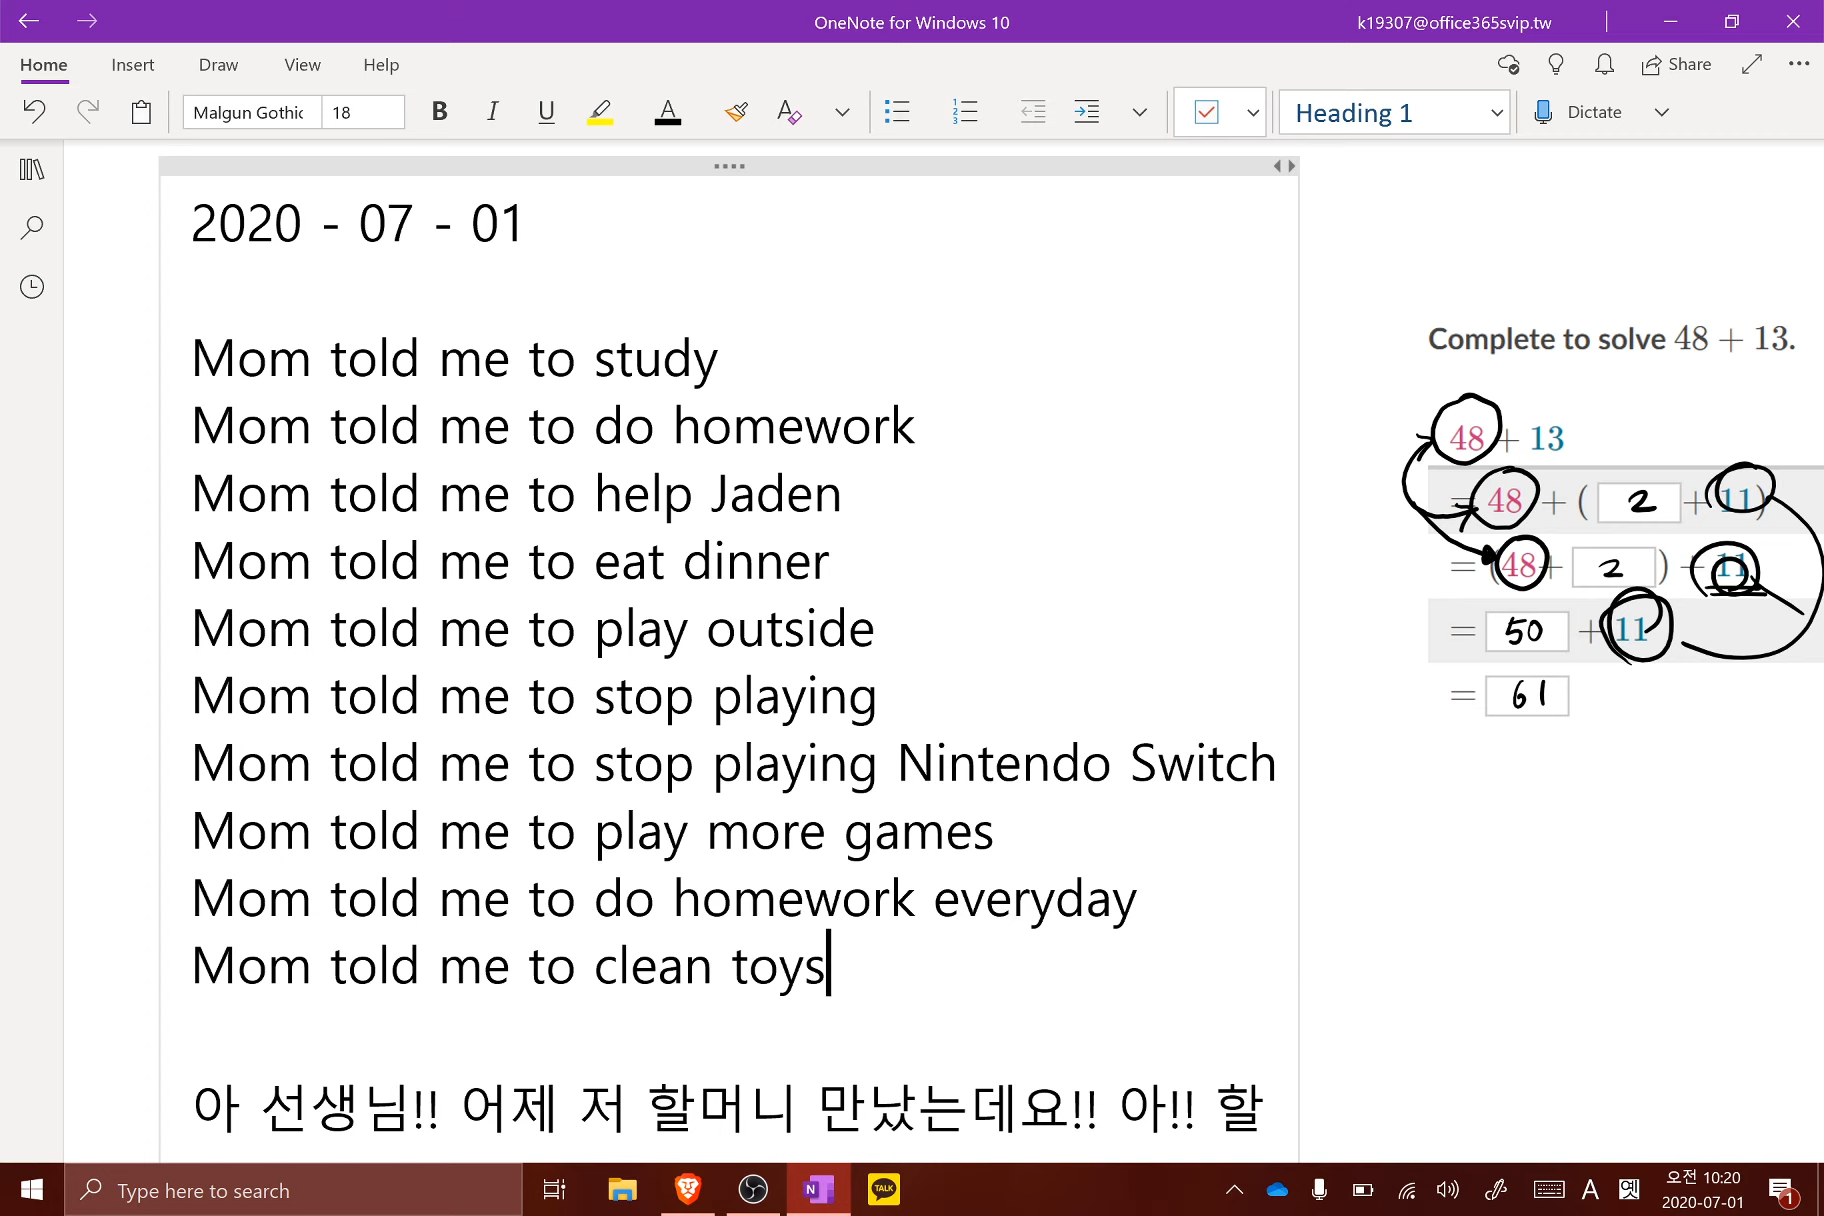 OneNote for Windows 10
k19307@office365svip.tw
Home
Insert
Draw
View
Help
Share
Malgun Gothic
18
B
I
U
A
A
Heading 1
Dictate
2020 - 07 - 01
Mom told me to study
Mom told me to do homework
Mom told me to help Jaden
Mom told me to eat dinner
Mom told me to play outside
Mom told me to stop playing
Mom told me to stop playing Nintendo Switch
Mom told me to play more games
Mom told me to do homework everyday
Mom told me to clean toys
아 선생님!! 어제 저 할머니 만났는데요!! 아!! 할
Complete to solve 48 + 13.
48 + 13
= 48 + ( 2 + 11)
= (48 + 2 ) + 11
= 50 + 11
= 61
Type here to search
N
TALK
A
옛
오전 10:20
2020-07-01
1